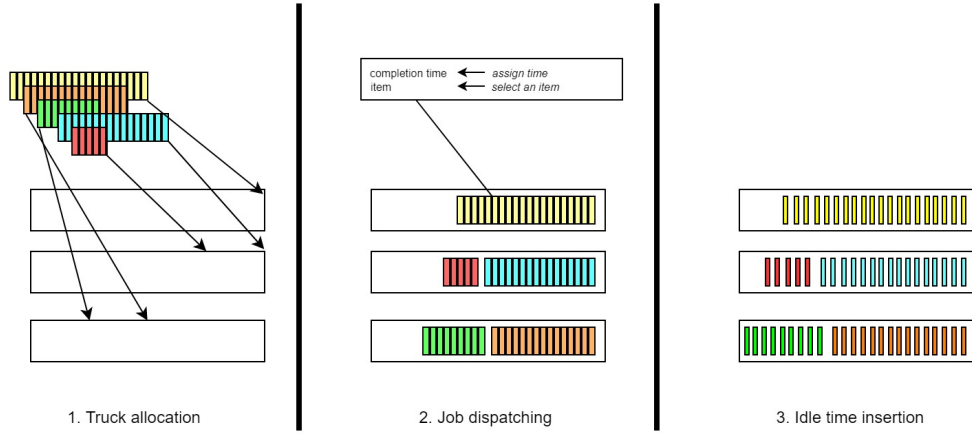 completion time assign time
item select an item
1. Truck allocation
2. Job dispatching
3. Idle time insertion